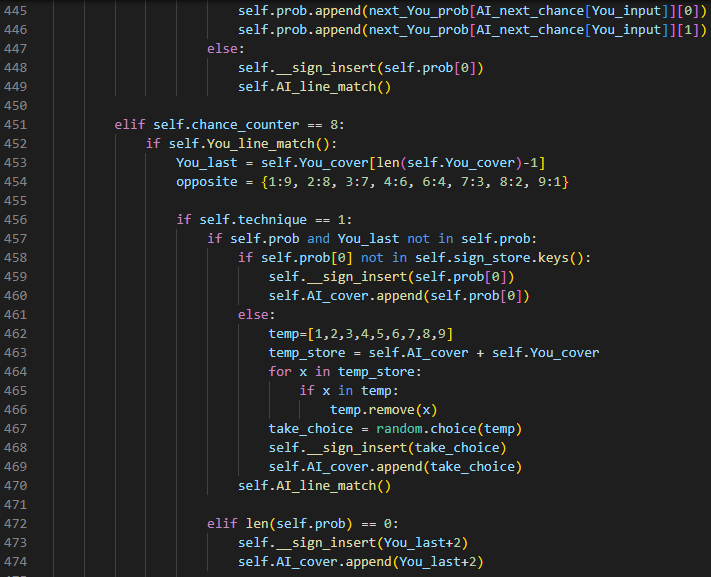 445                         self.prob.append(next_You_prob[AI_next_chance[You_input]][0])
446                         self.prob.append(next_You_prob[AI_next_chance[You_input]][1])
447                     else:
448                         self.__sign_insert(self.prob[0])
449                         self.AI_line_match()
450
451         elif self.chance_counter == 8:
452             if self.You_line_match():
453                 You_last = self.You_cover[len(self.You_cover)-1]
454                 opposite = {1:9, 2:8, 3:7, 4:6, 6:4, 7:3, 8:2, 9:1}
455
456                 if self.technique == 1:
457                     if self.prob and You_last not in self.prob:
458                         if self.prob[0] not in self.sign_store.keys():
459                             self.__sign_insert(self.prob[0])
460                             self.AI_cover.append(self.prob[0])
461                         else:
462                             temp=[1,2,3,4,5,6,7,8,9]
463                             temp_store = self.AI_cover + self.You_cover
464                             for x in temp_store:
465                                 if x in temp:
466                                     temp.remove(x)
467                             take_choice = random.choice(temp)
468                             self.__sign_insert(take_choice)
469                             self.AI_cover.append(take_choice)
470                         self.AI_line_match()
471
472                     elif len(self.prob) == 0:
473                         self.__sign_insert(You_last+2)
474                         self.AI_cover.append(You_last+2)